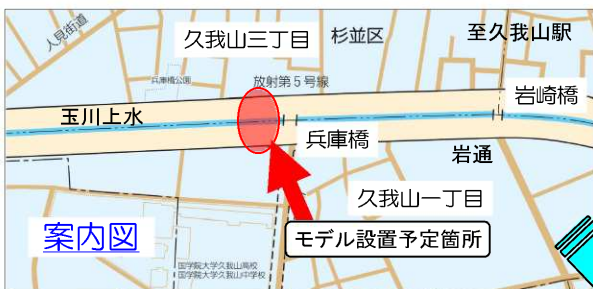 人見街道
久我山三丁目
杉並区
至久我山駅
兵庫橋公園
放射第5号線
岩崎橋
玉川上水
兵庫橋
岩通
久我山一丁目
案内図
モデル設置予定箇所
国学院大学久我山高校
国学院大学久我山中学校